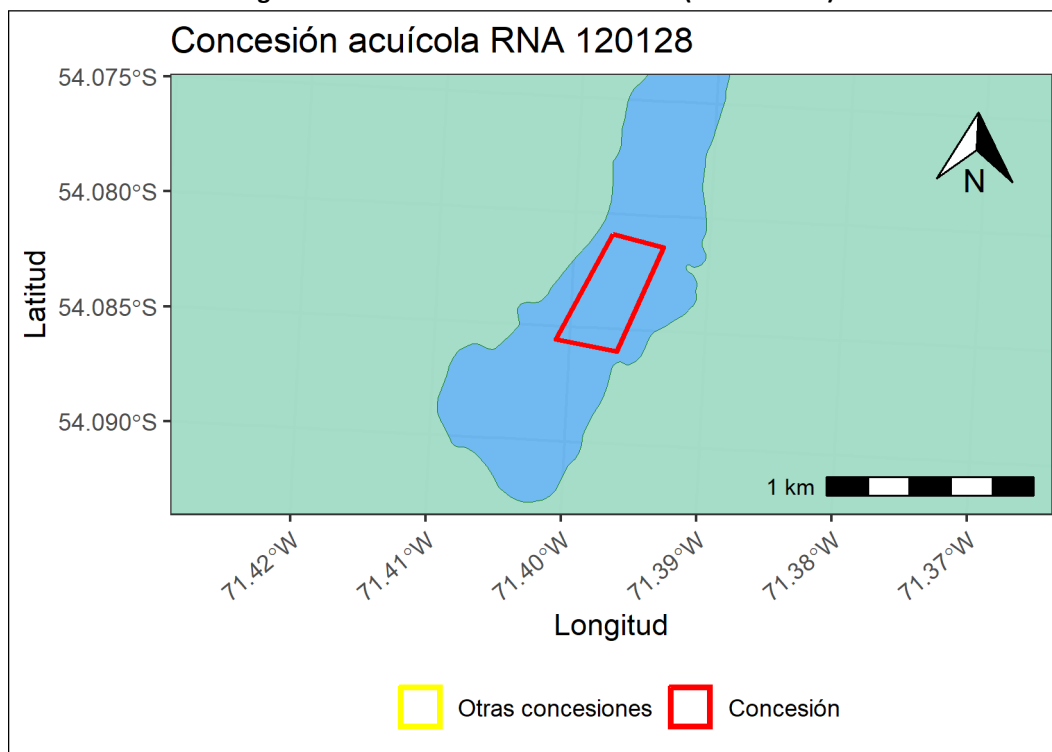 Concesión acuícola RNA 120128
54.075°S
54.080°S
54.085°S
54.090°S
Latitud
N
1 km
71.42°W
71.41°W
71.40°W
71.39°W
71.38°W
71.37°W
Longitud
Otras concesiones
Concesión